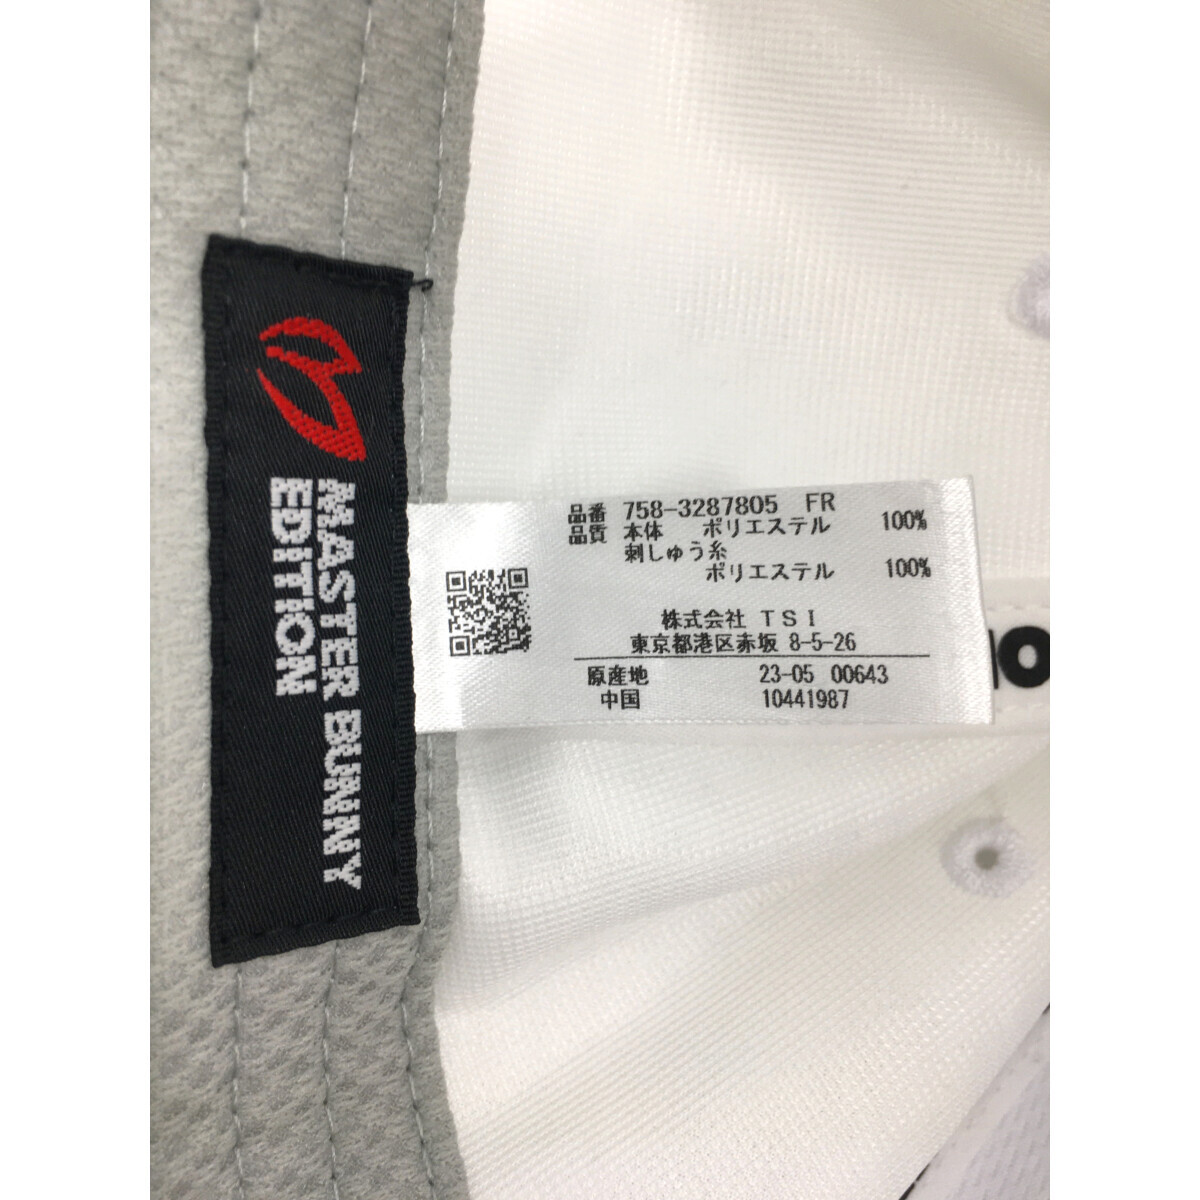 MASTER BUNNY
EDITION
品番 758-3287805 FR
品質 本体 ポリエステル 100%
刺しゅう糸
ポリエステル 100%
株式会社 TSI
東京都港区赤坂 8-5-26
原産地 23-05 00643
中国 10441987